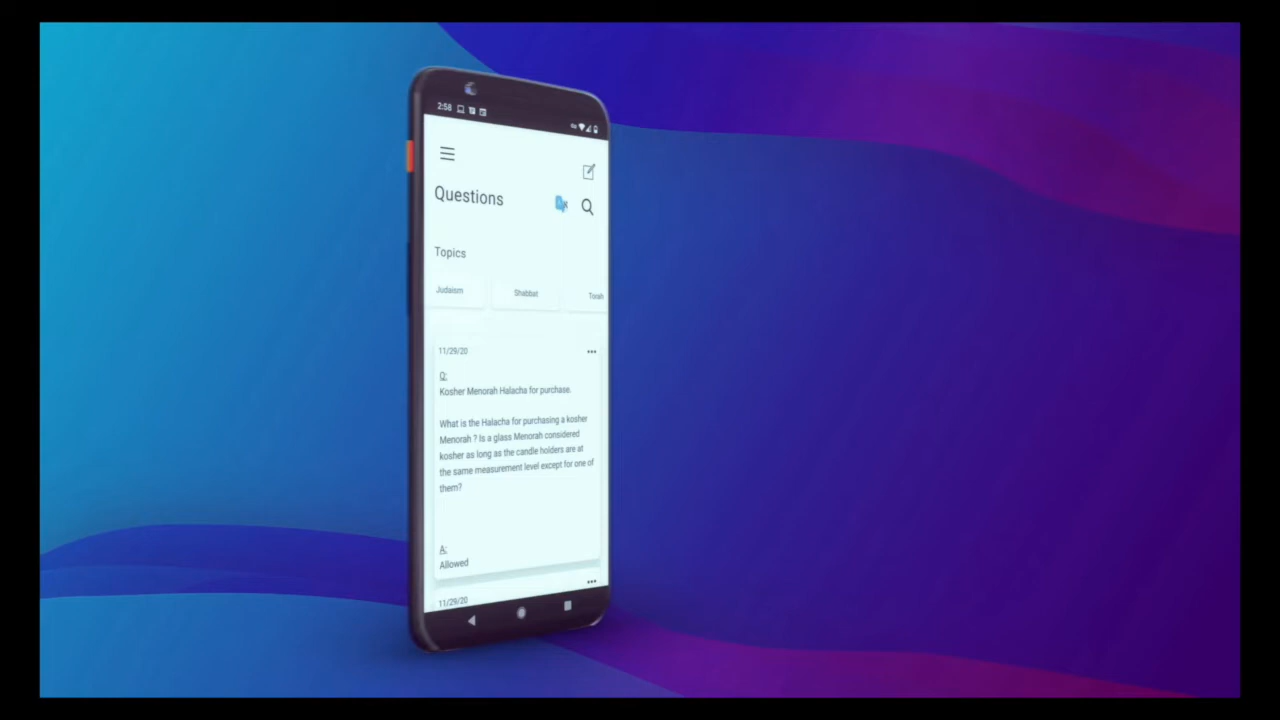 2:58
Questions
Topics
Judaism
Shabbat
Torah
11/29/20
Q:
Kosher Menorah Halacha for purchase.
What is the Halacha for purchasing a kosher
Menorah ? Is a glass Menorah considered
kosher as long as the candle holders are at
the same measurement level except for one of
them?
A:
Allowed
11/29/20